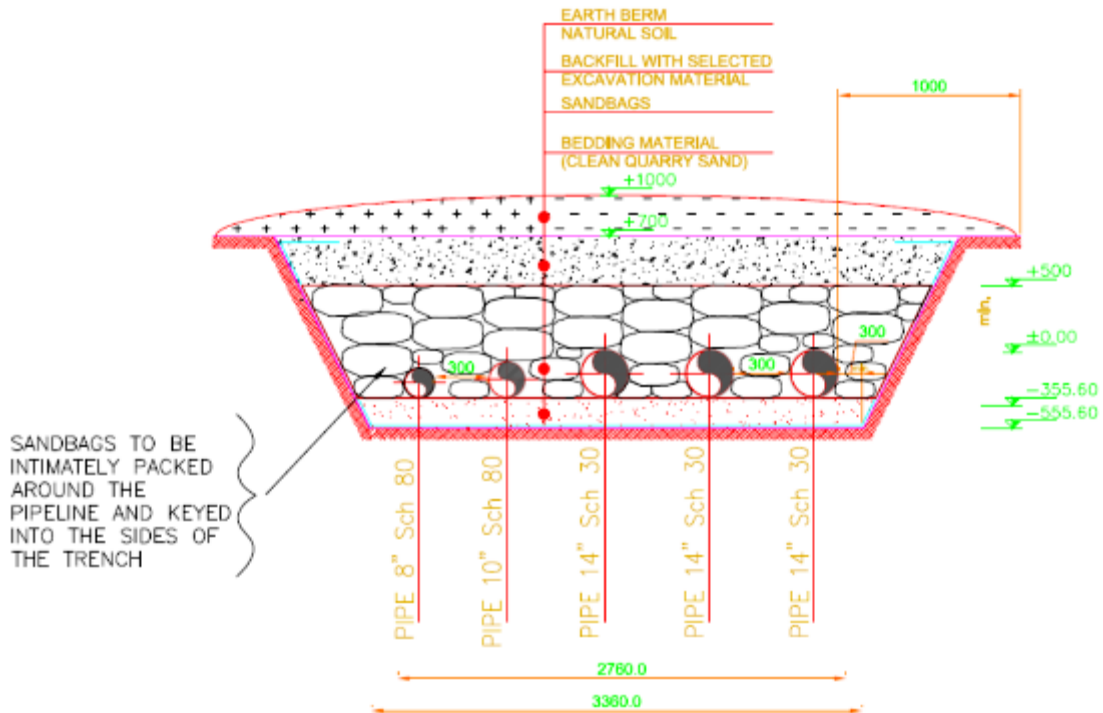 EARTH BERM
NATURAL SOIL
BACKFILL WITH SELECTED
EXCAVATION MATERIAL
SANDBAGS
BEDDING MATERIAL
(CLEAN QUARRY SAND)
1000
+1000
+700
+500
min.
300
±0.00
300
300
-355.60
-555.60
SANDBAGS TO BE
INTIMATELY PACKED
AROUND THE
PIPELINE AND KEYED
INTO THE SIDES OF
THE TRENCH
PIPE 8" Sch 80
PIPE 10" Sch 80
PIPE 14" Sch 30
PIPE 14" Sch 30
PIPE 14" Sch 30
2760.0
3360.0